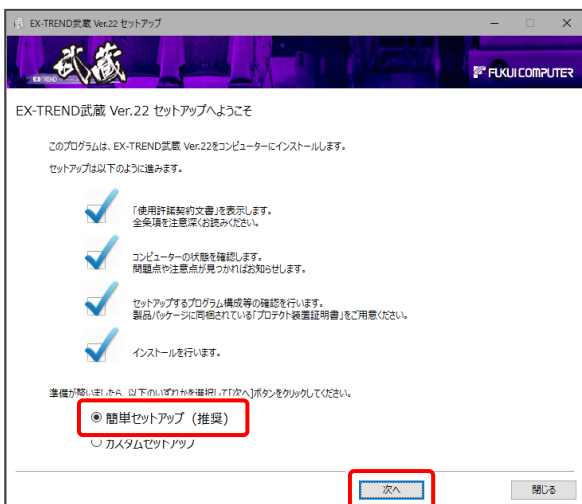 EX-TREND武蔵 Ver.22 セットアップ
武蔵
EX-TREND
FUKUI COMPUTER
EX-TREND武蔵 Ver.22 セットアップへようこそ
このプログラムは、EX-TREND武蔵 Ver.22をコンピューターにインストールします。
セットアップは以下のように進みます。
「使用許諾契約文書」を表示します。
全条項を注意深くお読みください。
コンピューターの状態を確認します。
問題点や注意点が見つかればお知らせします。
セットアップするプログラム構成等の確認を行います。
製品パッケージに同梱されている「プロテクト装置証明書」をご用意ください。
インストールを行います。
準備が整いましたら、以下のいずれかを選択して「次へ」ボタンをクリックしてください。
簡単セットアップ（推奨）
カスタムセットアップ
次へ
閉じる